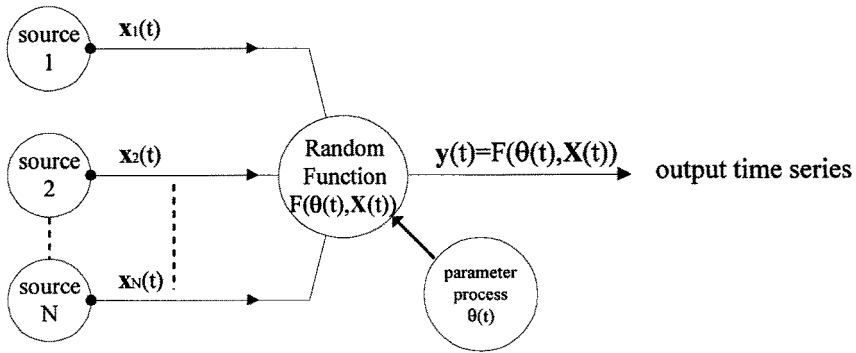 source
1
x₁(t)
source
2
x₂(t)
source
N
xN(t)
Random
Function
F(θ(t),X(t))
parameter
process
θ(t)
y(t)=F(θ(t),X(t))
output time series